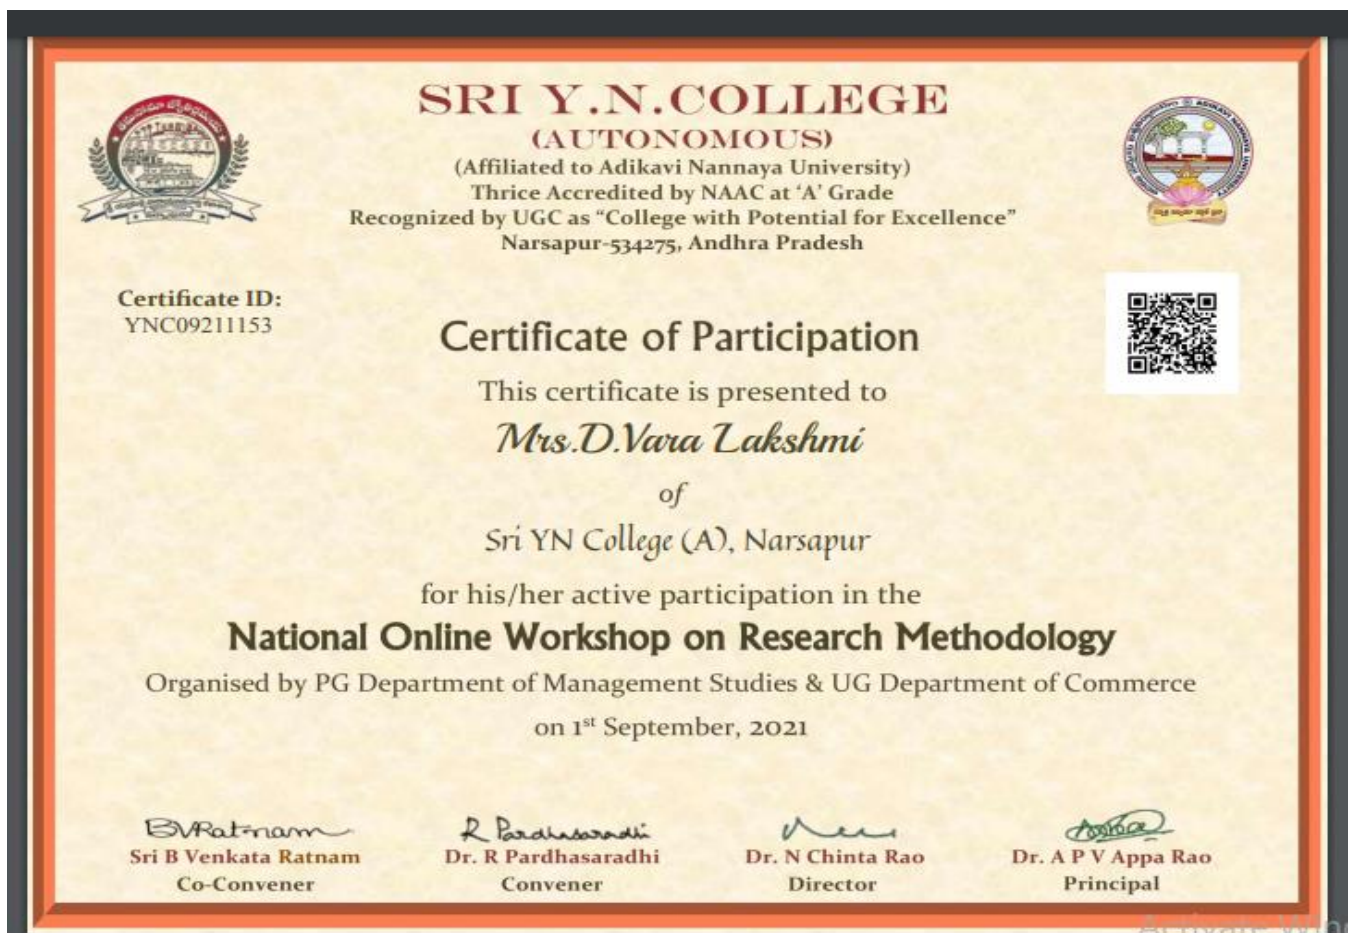 SRI Y.N.COLLEGE
(AUTONOMOUS)
(Affiliated to Adikavi Nannaya University)
Thrice Accredited by NAAC at ‘A’ Grade
Recognized by UGC as “College with Potential for Excellence”
Narsapur-534275, Andhra Pradesh
Certificate ID:
YNC09211153
Certificate of Participation
This certificate is presented to
Mrs.D.Vara Lakshmi
of
Sri YN College (A), Narsapur
for his/her active participation in the
National Online Workshop on Research Methodology
Organised by PG Department of Management Studies & UG Department of Commerce
on 1st September, 2021
BVRatnam
R Pardhasaradhi
Sri B Venkata Ratnam
Dr. R Pardhasaradhi
Dr. N Chinta Rao
Dr. A P V Appa Rao
Co-Convener
Convener
Director
Principal